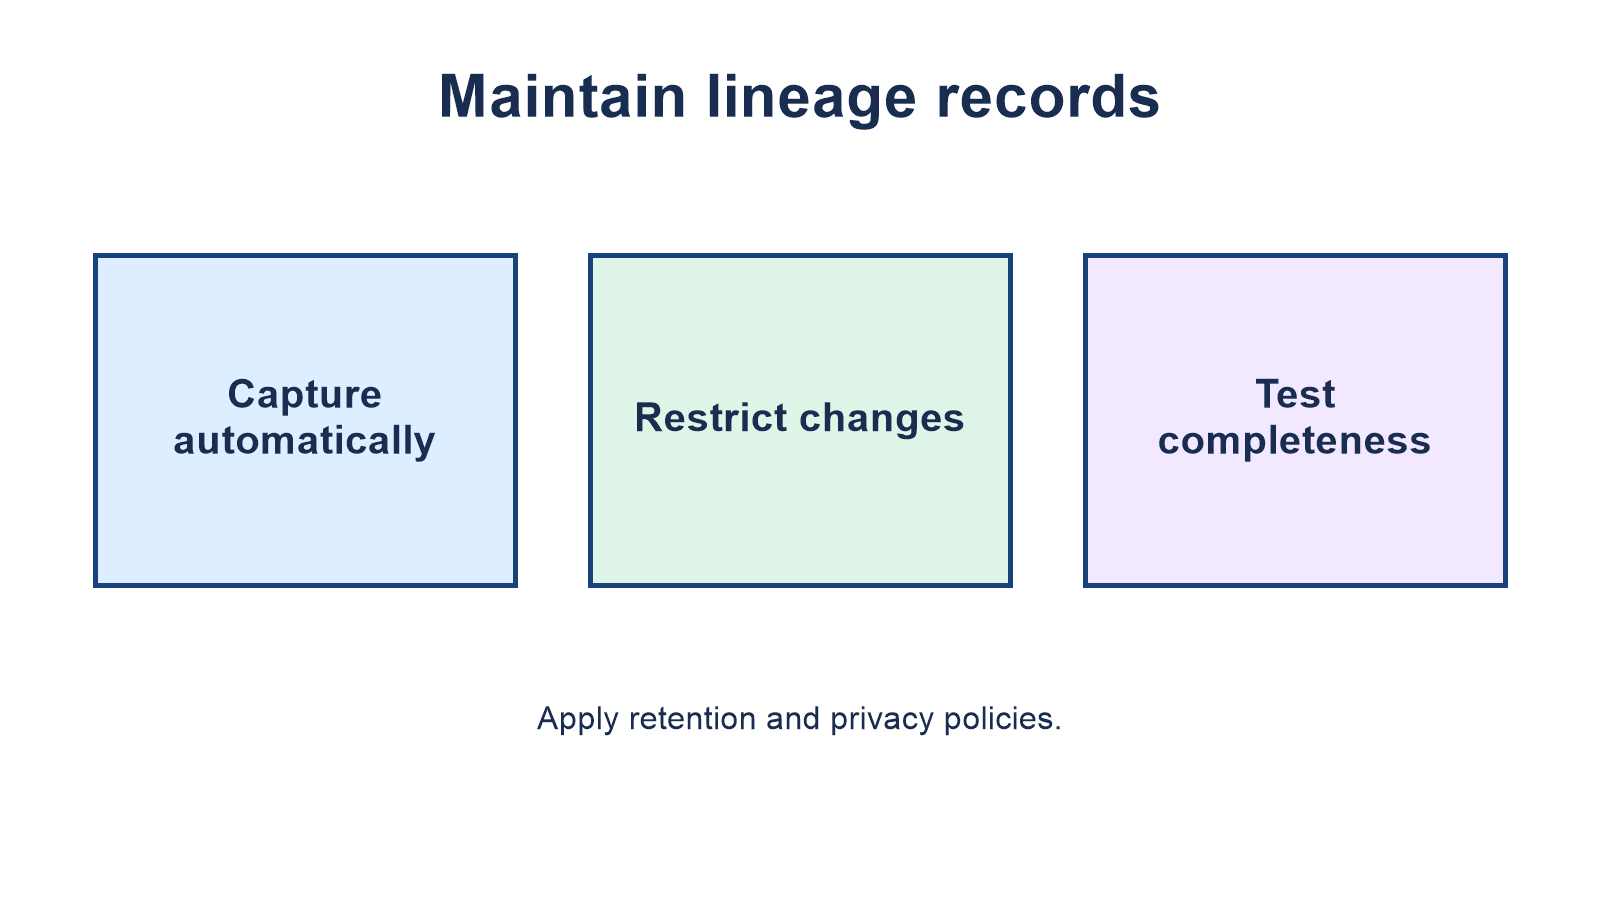 Maintain lineage records
Capture
automatically
Restrict changes
Test
completeness
Apply retention and privacy policies.